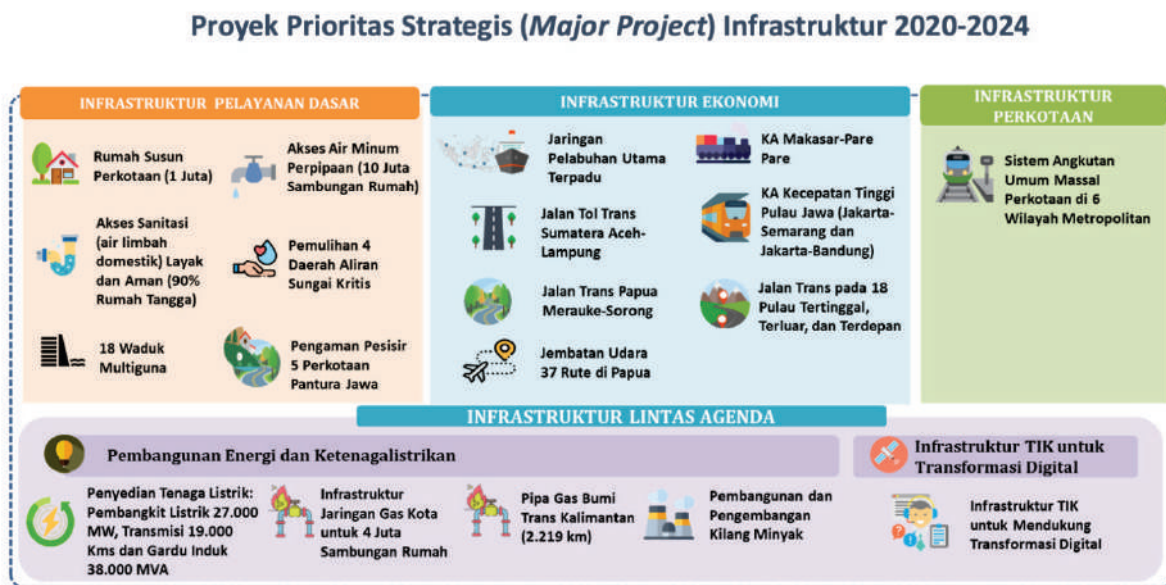 Proyek Prioritas Strategis (Major Project) Infrastruktur 2020-2024
INFRASTRUKTUR PELAYANAN DASAR
Rumah Susun
Perkotaan (1 Juta)
Akses Air Minum
Perpipaan (10 Juta
Sambungan Rumah)
Akses Sanitasi
(air limbah
domestik) Layak
dan Aman (90%
Rumah Tangga)
Pemulihan 4
Daerah Aliran
Sungai Kritis
18 Waduk
Multiguna
Pengaman Pesisir
5 Perkotaan
Pantura Jawa
INFRASTRUKTUR EKONOMI
Jaringan
Pelabuhan Utama
Terpadu
KA Makasar-Pare
Pare
Jalan Tol Trans
Sumatera Aceh-
Lampung
KA Kecepatan Tinggi
Pulau Jawa (Jakarta-
Semarang dan
Jakarta-Bandung)
Jalan Trans Papua
Merauke-Sorong
Jalan Trans pada 18
Pulau Tertinggal,
Terluar, dan Terdepan
Jembatan Udara
37 Rute di Papua
INFRASTRUKTUR
PERKOTAAN
Sistem Angkutan
Umum Massal
Perkotaan di 6
Wilayah Metropolitan
INFRASTRUKTUR LINTAS AGENDA
Pembangunan Energi dan Ketenagalistrikan
Penyedian Tenaga Listrik:
Pembangkit Listrik 27.000
MW, Transmisi 19.000
Kms dan Gardu Induk
38.000 MVA
Infrastruktur
Jaringan Gas Kota
untuk 4 Juta
Sambungan Rumah
Pipa Gas Bumi
Trans Kalimantan
(2.219 km)
Pembangunan dan
Pengembangan
Kilang Minyak
Infrastruktur TIK untuk
Transformasi Digital
Infrastruktur TIK
untuk Mendukung
Transformasi Digital